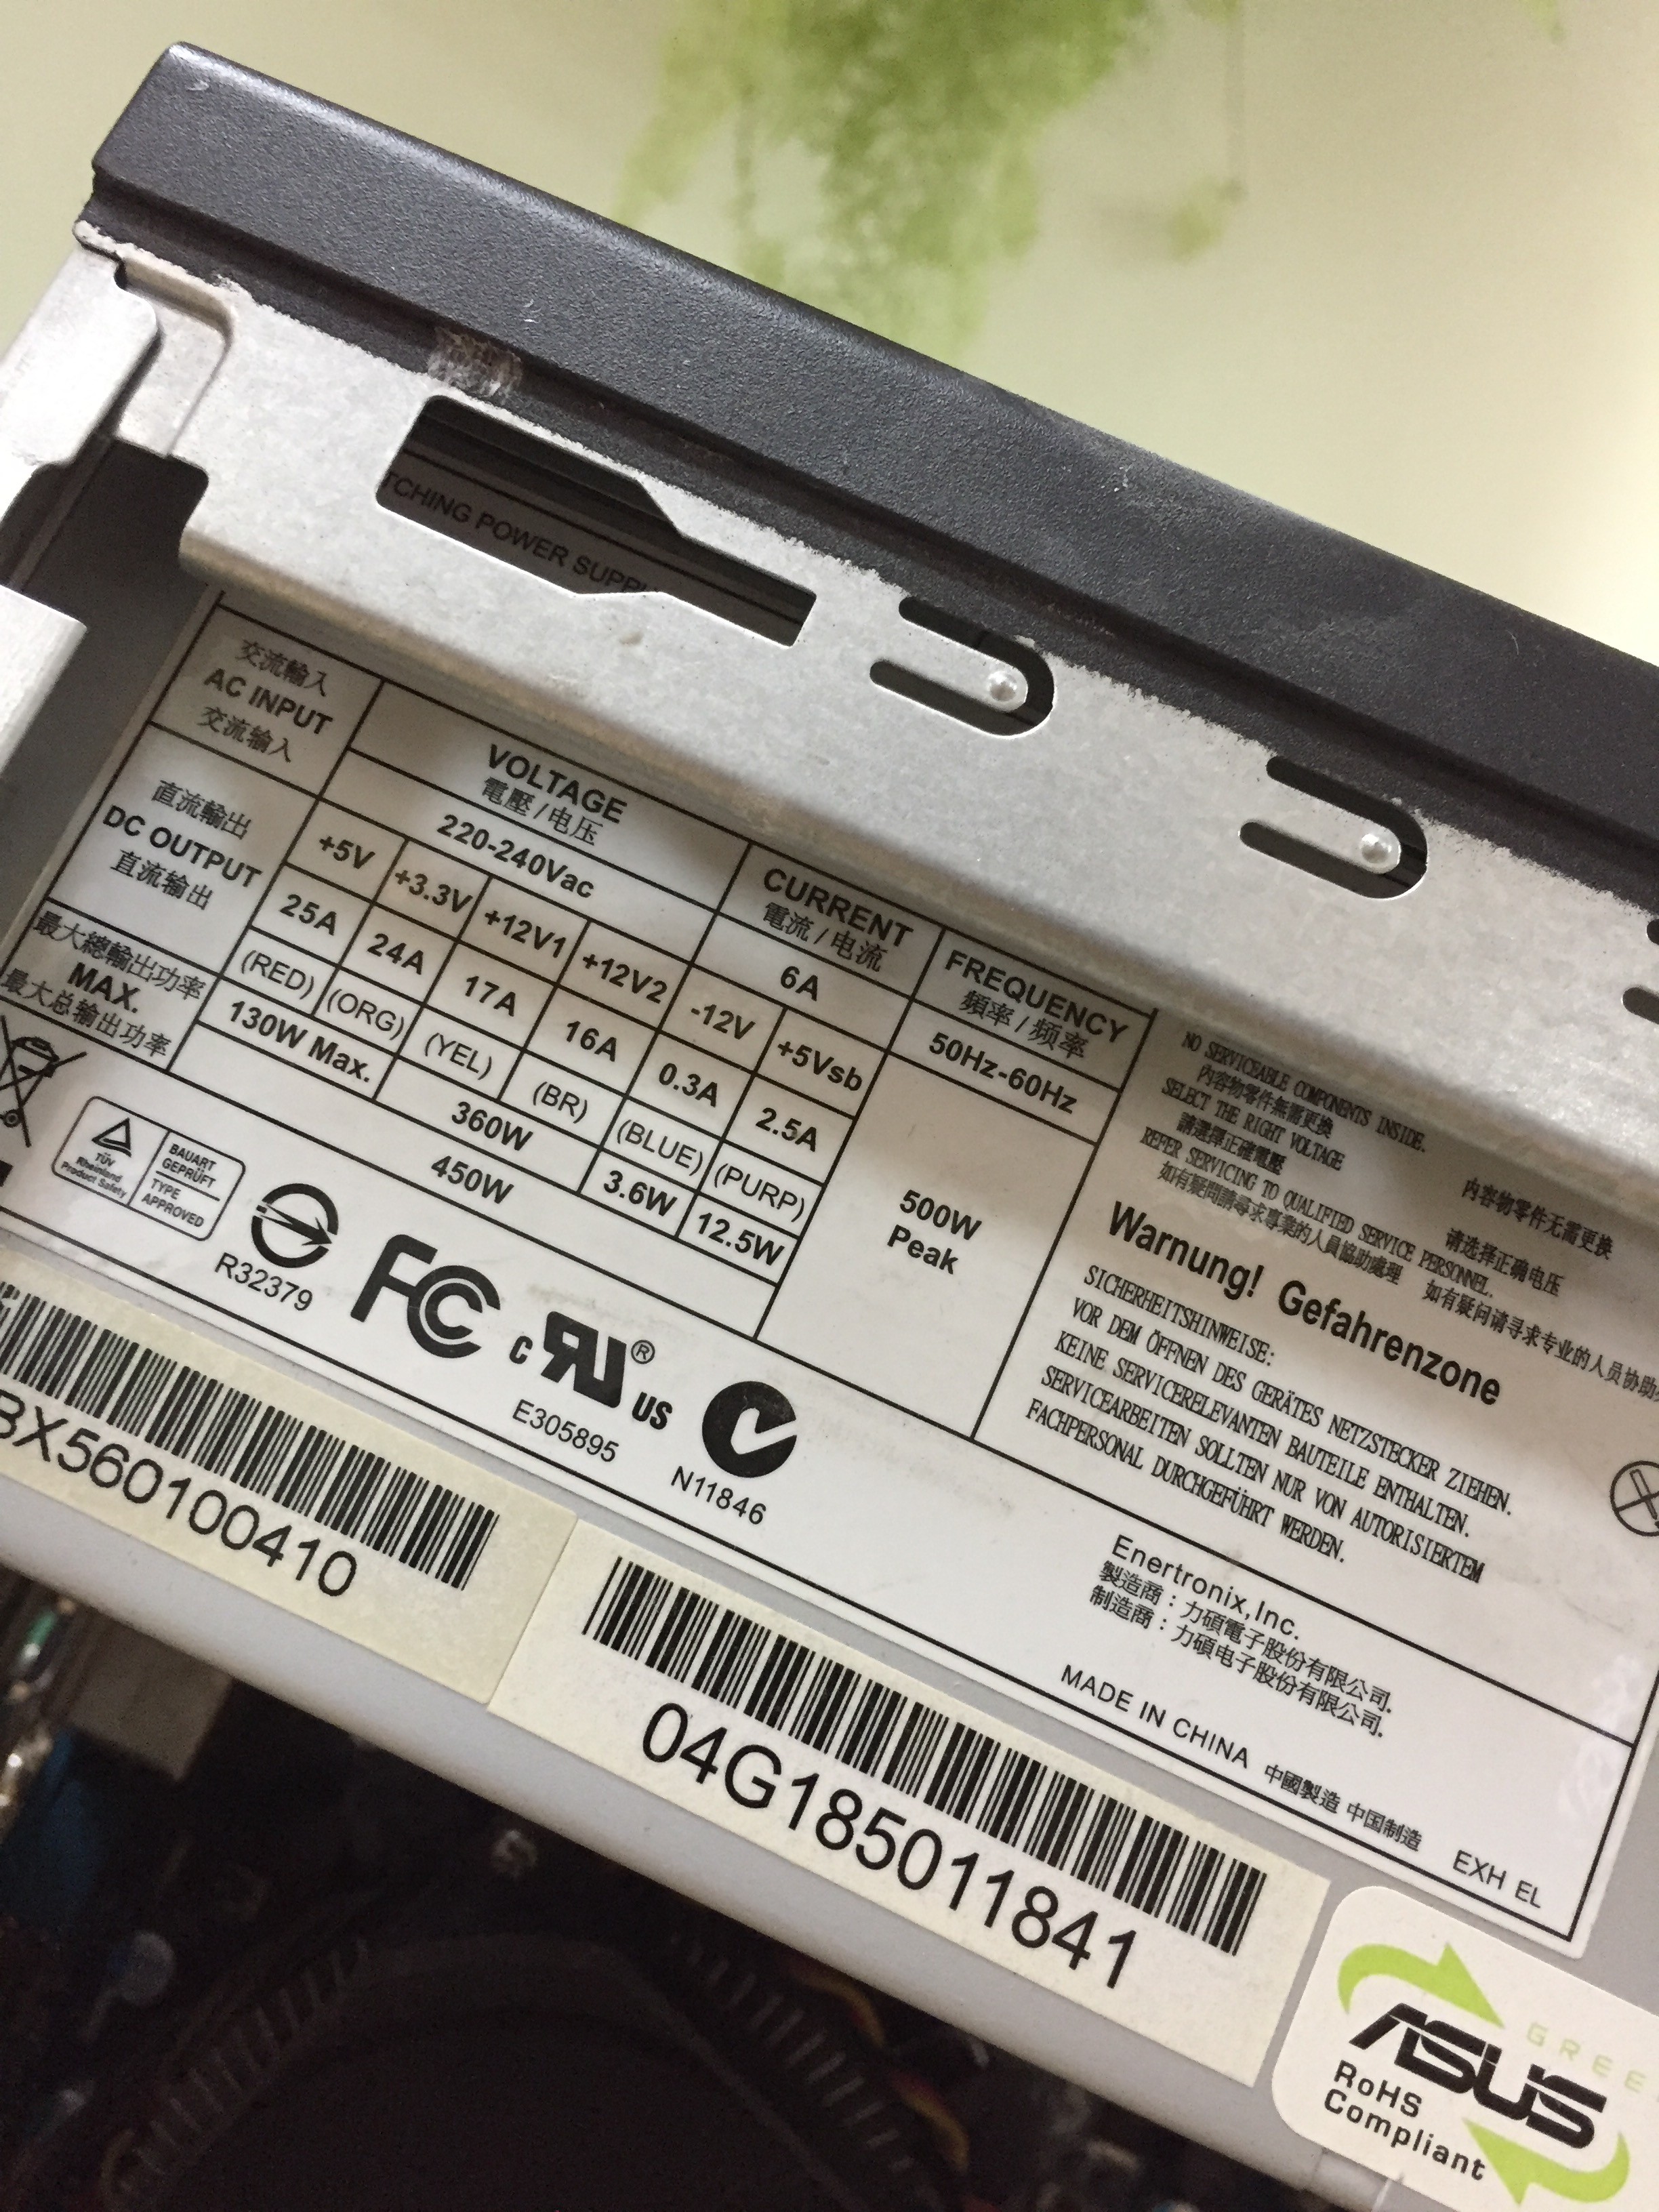 TCHING POWER SUPPL
交流輸入
AC INPUT
交流输入
VOLTAGE
電壓/电压
CURRENT
電流/电流
FREQUENCY
頻率/频率
220-240Vac
6A
50Hz-60Hz
直流輸出
DC OUTPUT
直流输出
+5V +3.3V +12V1 +12V2 -12V +5Vsb
25A 24A 17A 16A 0.3A 2.5A
(RED) (ORG) (YEL) (BR) (BLUE) (PURP)
最大總輸出功率
MAX.
最大总输出功率
130W Max. 360W 3.6W 12.5W
450W
500W
Peak
NO SERVICEABLE COMPONENTS INSIDE.
內容物零件無需更換 内容物零件无需更换
SELECT THE RIGHT VOLTAGE
請選擇正確電壓 请选择正确电压
REFER SERVICING TO QUALIFIED SERVICE PERSONNEL.
如有疑問請尋求專業的人員協助處理 如有疑问请寻求专业的人员协助
Warnung! Gefahrenzone
SICHERHEITSHINWEISE:
VOR DEM ÖFFNEN DES GERÄTES NETZSTECKER ZIEHEN.
KEINE SERVICERELEVANTEN BAUTEILE ENTHALTEN.
SERVICEARBEITEN SOLLTEN NUR VON AUTORISIERTEM
FACHPERSONAL DURCHGEFÜHRT WERDEN.
TÜV
Rheinland
Product Safety
BAUART
GEPRÜFT
TYPE
APPROVED
R32379
FC
c RU ® US
E305895
N11846
Enertronix,Inc.
製造商：力碩電子股份有限公司.
制造商：力碩电子股份有限公司.
MADE IN CHINA 中國製造 中国制造 EXH EL
BX560100410
04G185011841
GREE
ASUS
RoHS
Compliant